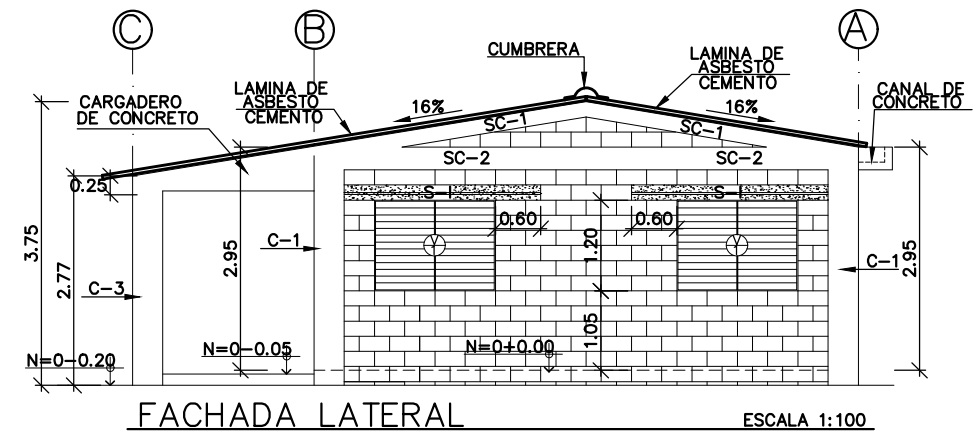 C
B
A
CUMBRERA
LAMINA DE
ASBESTO
CEMENTO
LAMINA DE
ASBESTO
CEMENTO
CARGADERO
DE CONCRETO
CANAL DE
CONCRETO
16%
16%
SC-1
SC-1
SC-2
SC-2
0.25
S-1
S-1
0.60
0.60
3.75
2.77
2.95
C-1
V
1.20
V
C-1
2.95
C-3
1.05
N=0-0.20
N=0-0.05
N=0+0.00
FACHADA LATERAL
ESCALA 1:100